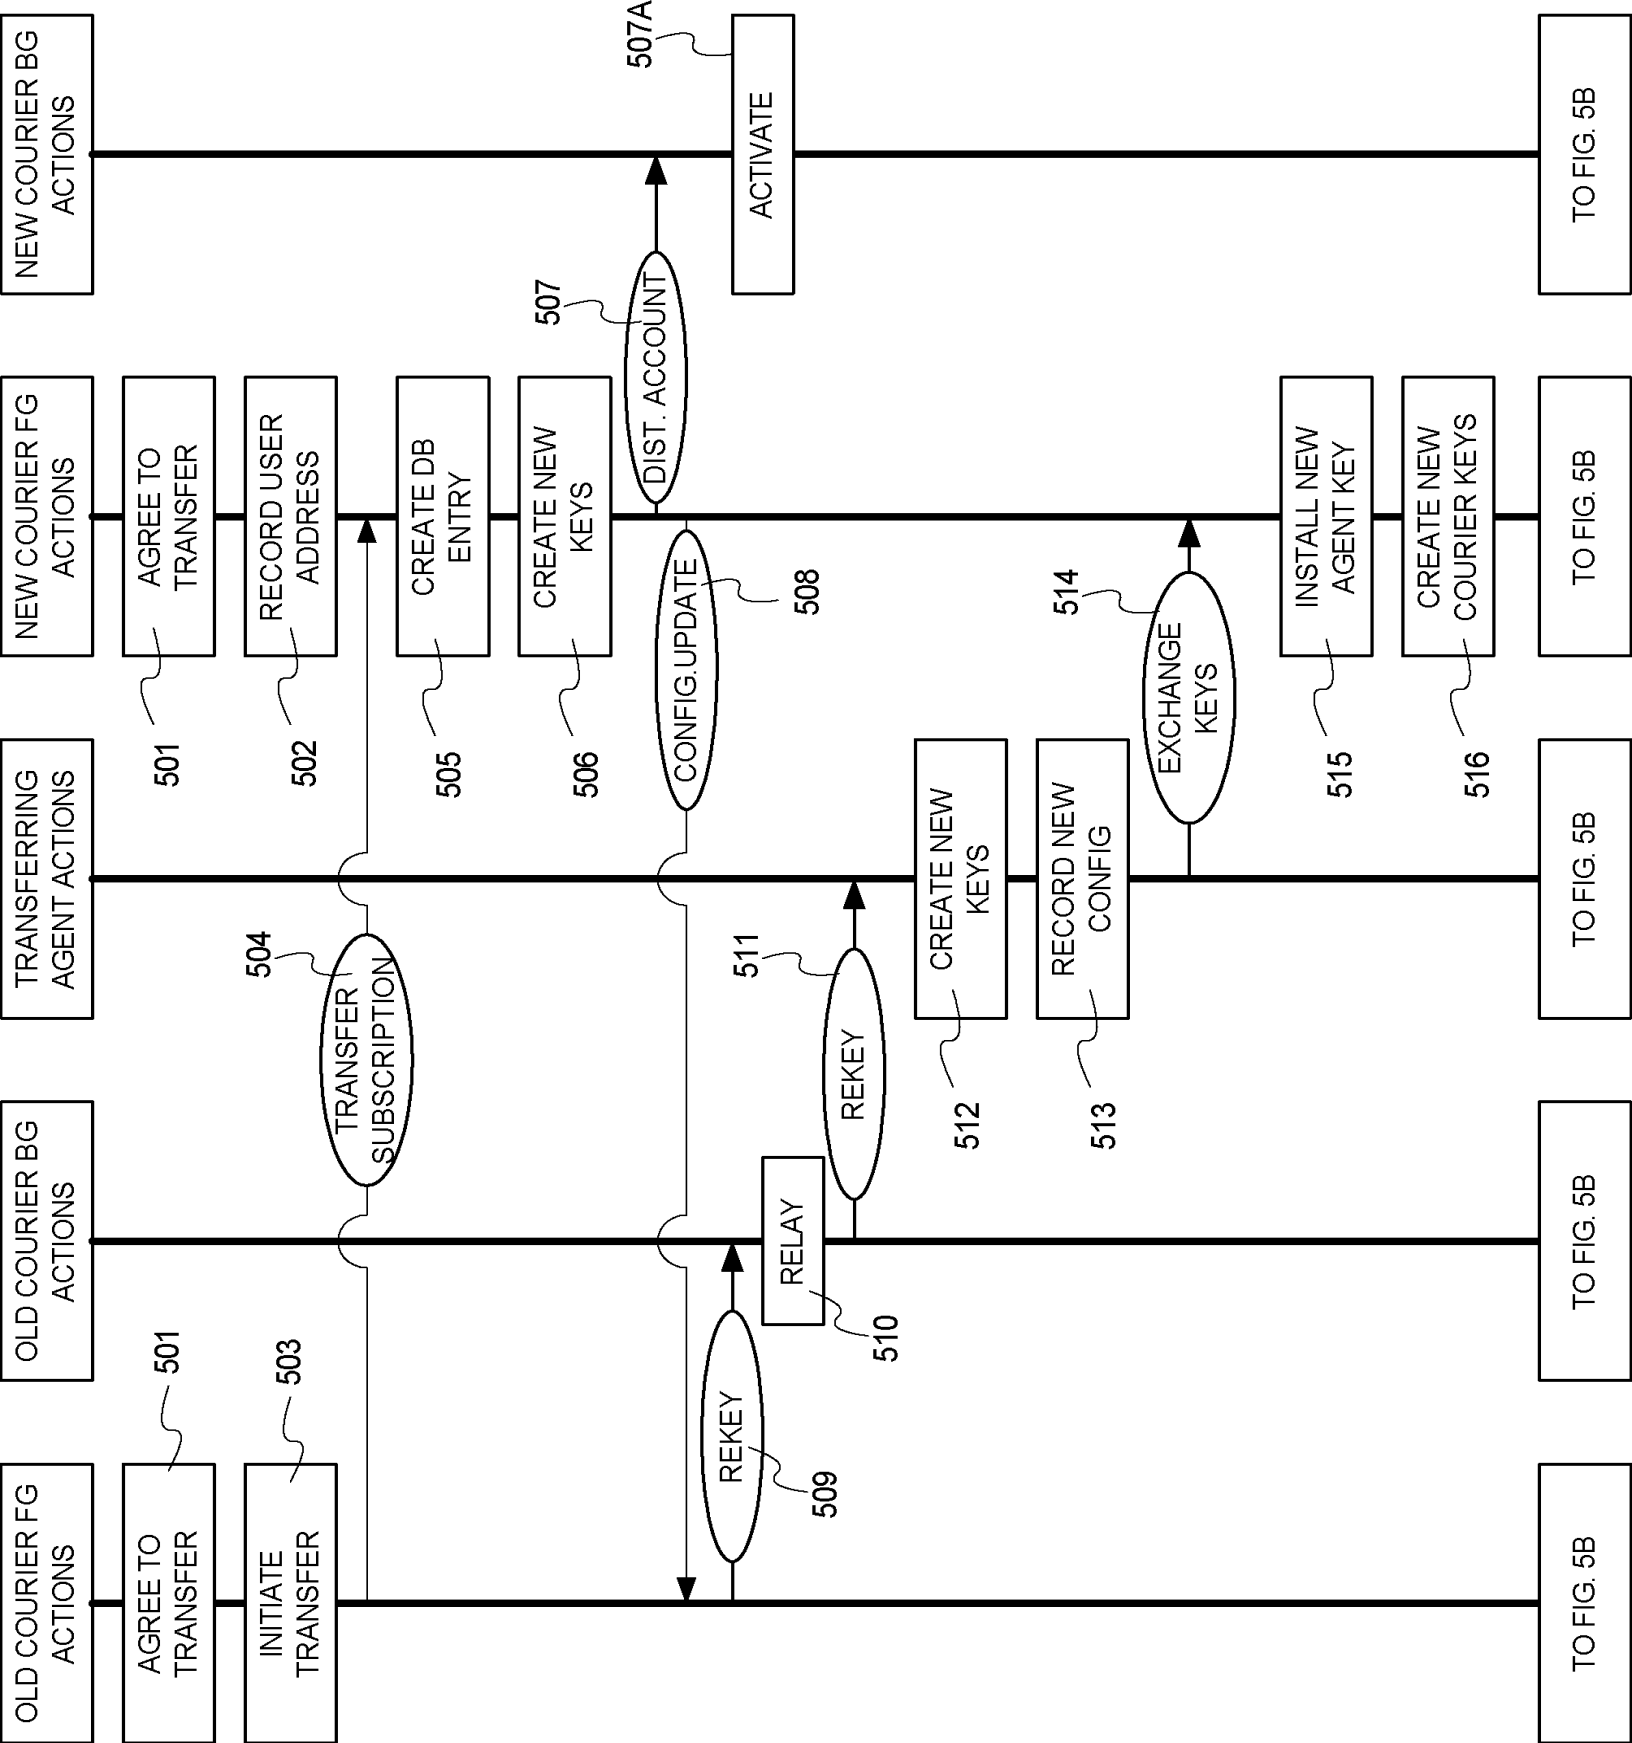 OLD COURIER FG
ACTIONS
OLD COURIER BG
ACTIONS
TRANSFERRING
AGENT ACTIONS
NEW COURIER FG
ACTIONS
NEW COURIER BG
ACTIONS
AGREE TO
TRANSFER
501
AGREE TO
TRANSFER
501
INITIATE
TRANSFER
503
RECORD USER
ADDRESS
502
TRANSFER
SUBSCRIPTION
504
CREATE DB
ENTRY
505
CREATE NEW
KEYS
506
DIST. ACCOUNT
507
CONFIG.UPDATE
508
REKEY
509
ACTIVATE
507A
RELAY
510
REKEY
511
CREATE NEW
KEYS
512
RECORD NEW
CONFIG
513
EXCHANGE
KEYS
514
INSTALL NEW
AGENT KEY
515
CREATE NEW
COURIER KEYS
516
TO FIG. 5B
TO FIG. 5B
TO FIG. 5B
TO FIG. 5B
TO FIG. 5B